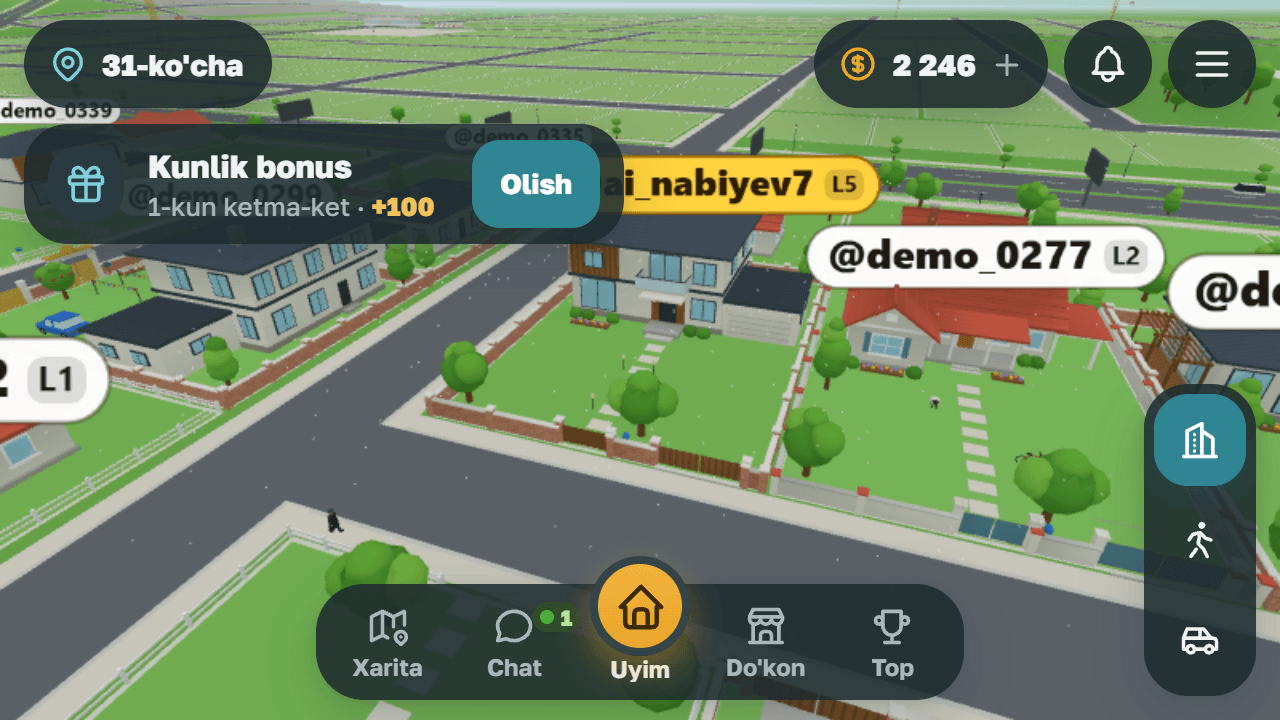 31-ko'cha
2 246
demo_0339
@demo_0335
Kunlik bonus
@demo_0299
1-kun ketma-ket · +100
Olish
ai_nabiyev7 L5
@demo_0277 L2
@de
L1
1
Xarita
Chat
Uyim
Do'kon
Top